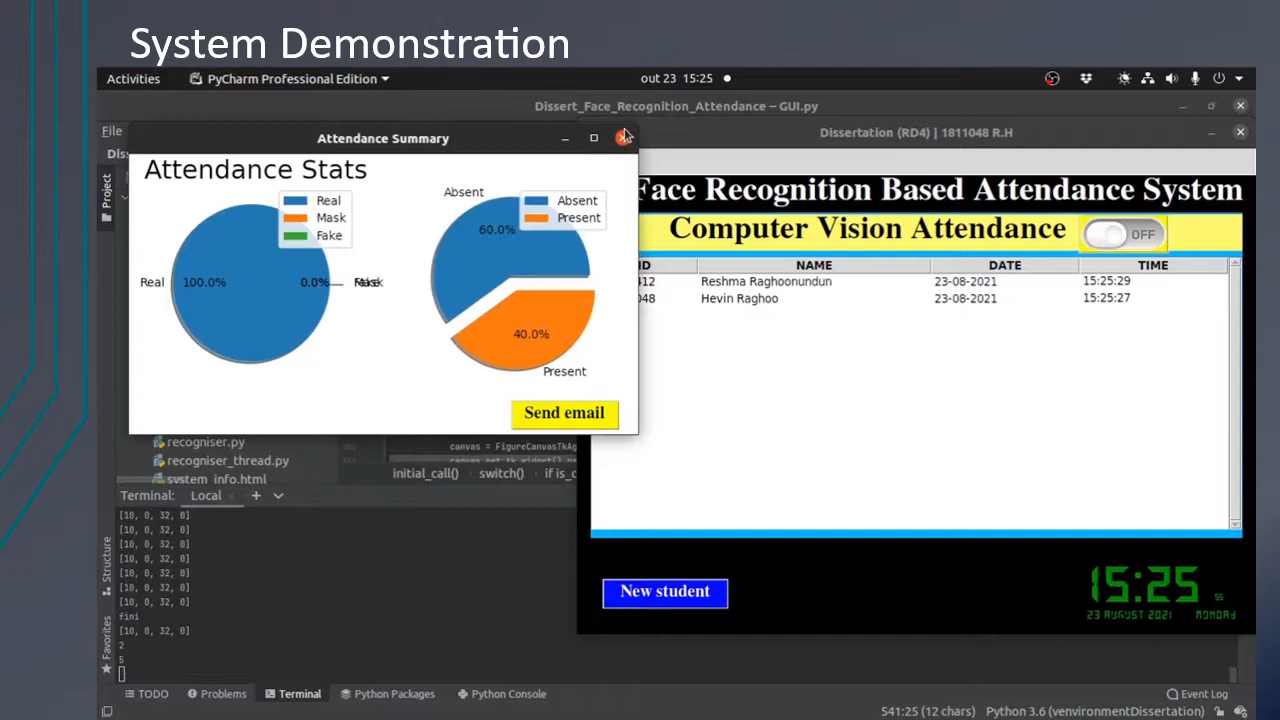 System Demonstration
Activities PyCharm Professional Edition out 23 15:25
Dissert_Face_Recognition_Attendance – GUI.py
File
Attendance Summary
Dissertation (RD4) | 1811048 R.H
Dis
Project
Attendance Stats
Real
Mask
Fake
Real 100.0% 0.0%
Absent
Absent
Present
60.0%
40.0%
Present
Send email
Face Recognition Based Attendance System
Computer Vision Attendance OFF
ID NAME DATE TIME
412 Reshma Raghoonundun 23-08-2021 15:25:29
048 Hevin Raghoo 23-08-2021 15:25:27
recogniser.py
recogniser_thread.py
system_info.html
canvas = FigureCanvasTkAg
initial_call() switch() if is_c
Terminal: Local
[10, 0, 32, 0]
[10, 0, 32, 0]
[10, 0, 32, 0]
[10, 0, 32, 0]
[10, 0, 32, 0]
[10, 0, 32, 0]
[10, 0, 32, 0]
fini
[10, 0, 32, 0]
2
5
Structure
Favorites
New student
15:25 55
23 AUGUST 2021 MONDAY
TODO Problems Terminal Python Packages Python Console Event Log
541:25 (12 chars) Python 3.6 (venvironmentDissertation)